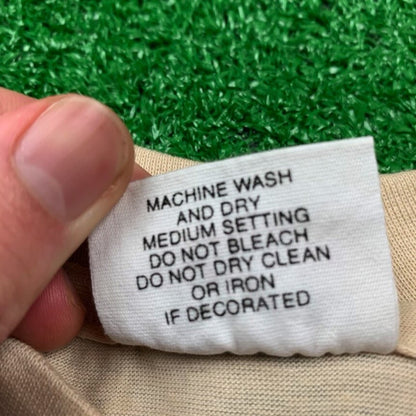 MACHINE WASH
AND DRY
MEDIUM SETTING
DO NOT BLEACH
DO NOT DRY CLEAN
OR IRON
IF DECORATED